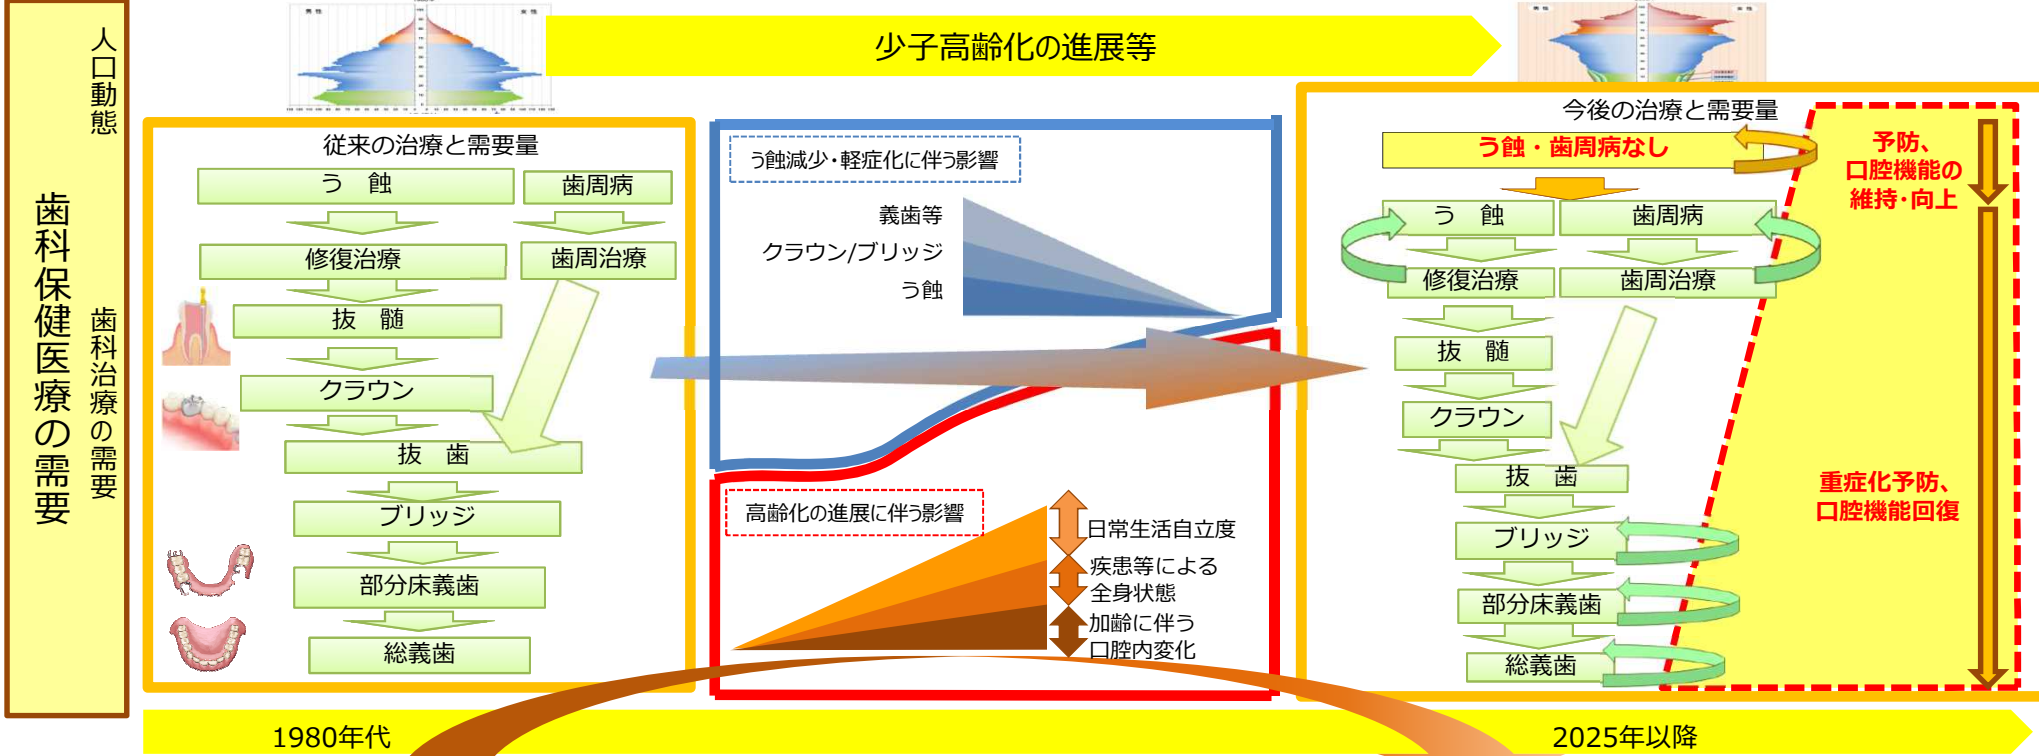 歯科保健医療の需要
人口動態
歯科治療の需要
男 性
女 性
少子高齢化の進展等
男 性
女 性
従来の治療と需要量
う 蝕
歯周病
修復治療
歯周治療
抜 髄
クラウン
抜 歯
ブリッジ
部分床義歯
総義歯
う蝕減少・軽症化に伴う影響
義歯等
クラウン/ブリッジ
う蝕
高齢化の進展に伴う影響
日常生活自立度
疾患等による
全身状態
加齢に伴う
口腔内変化
今後の治療と需要量
う蝕・歯周病なし
う 蝕
歯周病
修復治療
歯周治療
抜 髄
クラウン
抜 歯
ブリッジ
部分床義歯
総義歯
予防、
口腔機能の
維持・向上
重症化予防、
口腔機能回復
1980年代
2025年以降